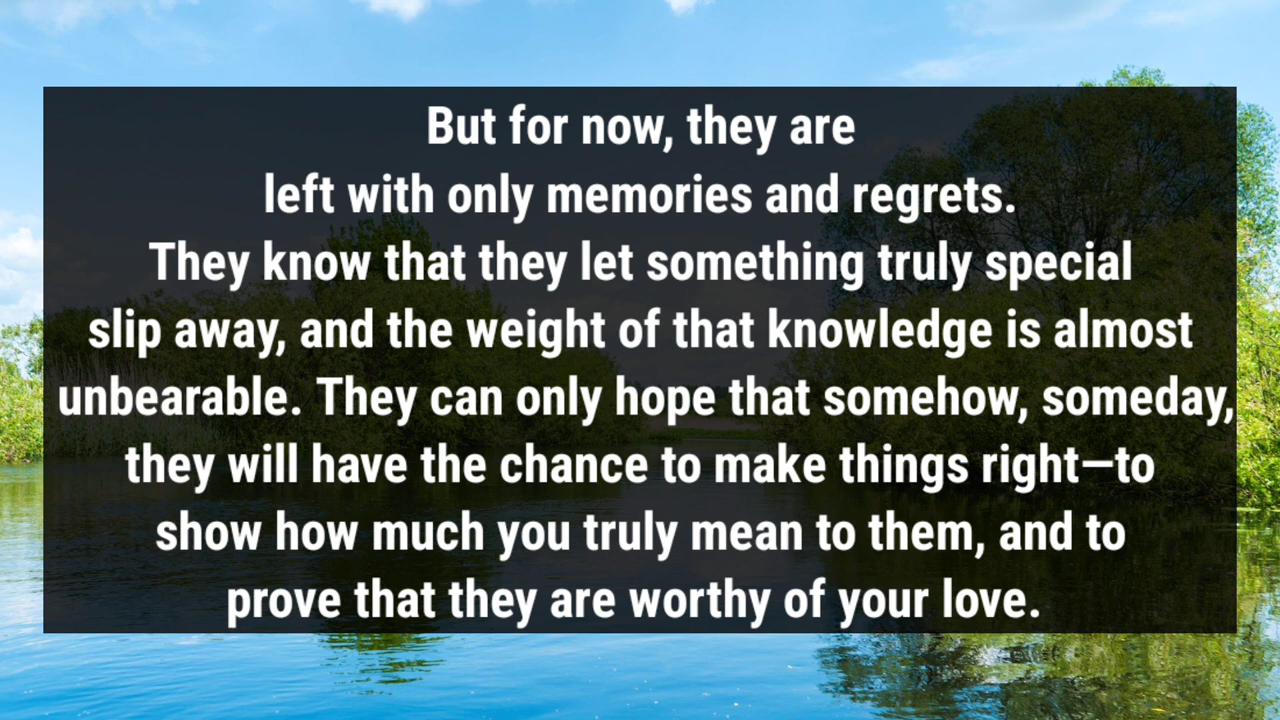 But for now, they are
left with only memories and regrets.
They know that they let something truly special
slip away, and the weight of that knowledge is almost
unbearable. They can only hope that somehow, someday,
they will have the chance to make things right—to
show how much you truly mean to them, and to
prove that they are worthy of your love.